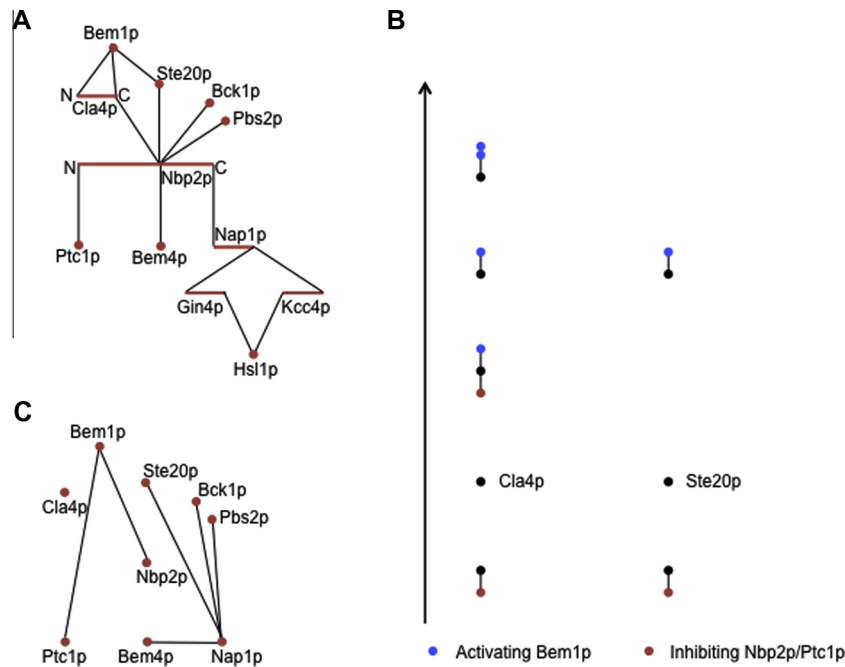 A
Bem1p
Ste20p
N
C
Cla4p
Bck1p
Pbs2p
N
C
Nbp2p
Nap1p
Ptc1p
Bem4p
Gin4p
Kcc4p
Hsl1p
B
Cla4p
Ste20p
Activating Bem1p
Inhibiting Nbp2p/Ptc1p
C
Bem1p
Ste20p
Bck1p
Cla4p
Pbs2p
Nbp2p
Ptc1p
Bem4p
Nap1p